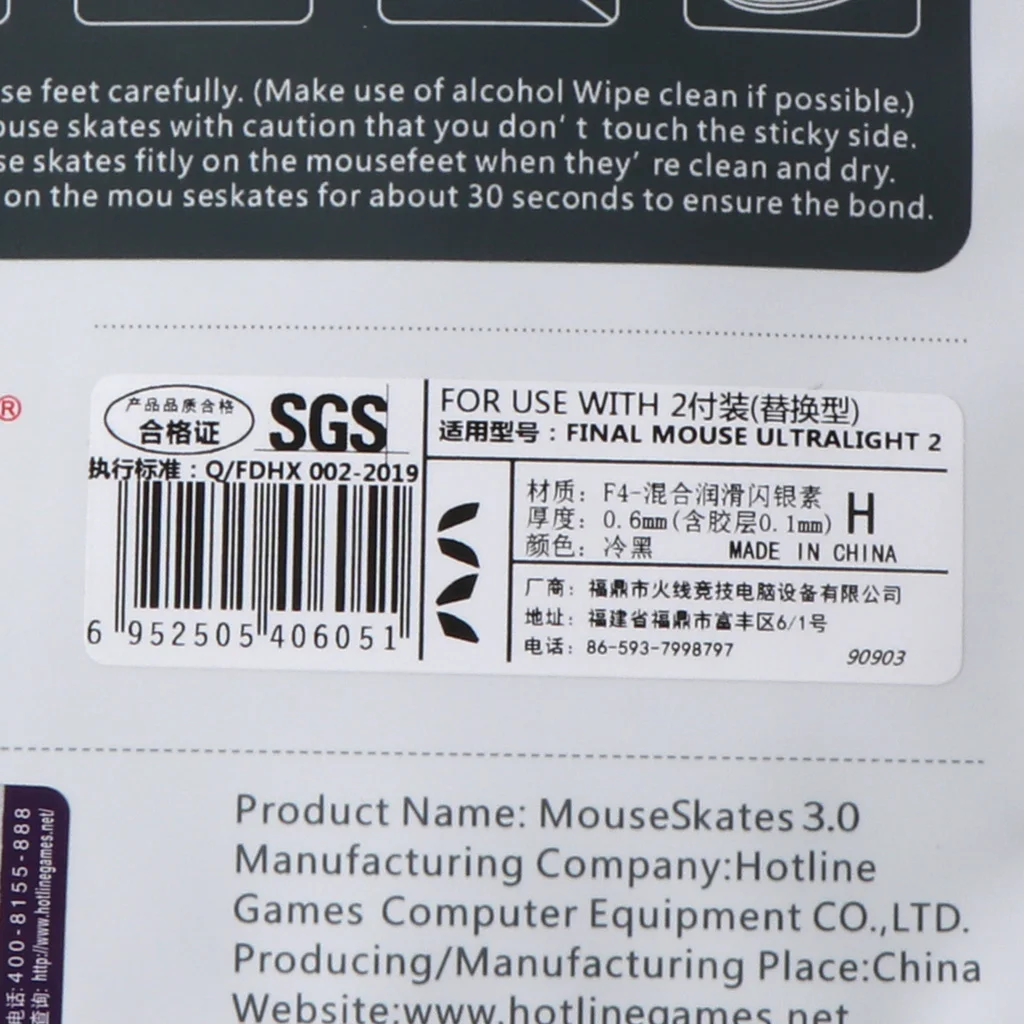 se feet carefully. (Make use of alcohol Wipe clean if possible.)
ouse skates with caution that you don' t touch the sticky side.
se skates fitly on the mousefeet when they' re clean and dry.
on the mou seskates for about 30 seconds to ensure the bond.
®
产品品质合格
合格证
SGS
执行标准：Q/FDHX 002-2019
6 952505 406051
FOR USE WITH 2付装(替换型)
适用型号：FINAL MOUSE ULTRALIGHT 2
材质：F4-混合润滑闪银素
厚度：0.6mm(含胶层0.1mm)
颜色：冷黑
H
MADE IN CHINA
厂商：福鼎市火线竞技电脑设备有限公司
地址：福建省福鼎市富丰区6/1号
电话：86-593-7998797
90903
电话:400-8155-888
查询: http://www.hotlinegames.net/
Product Name: MouseSkates 3.0
Manufacturing Company:Hotline
Games Computer Equipment CO.,LTD.
Producing/Manufacturing Place:China
Website:www.hotlinegames.net